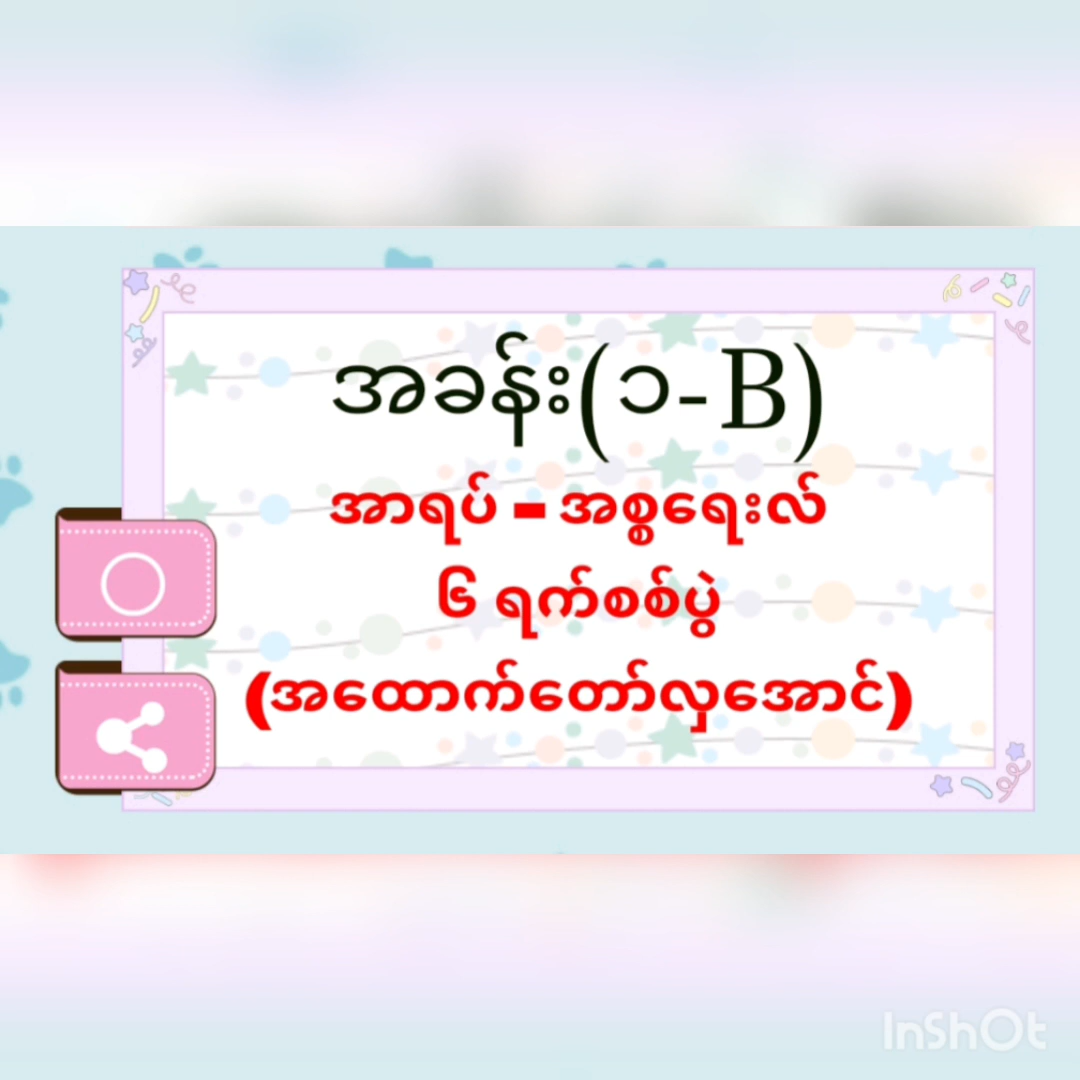 အခန်း(၁-B)
အာရပ် - အစ္စရေးလ်
၆ ရက်စစ်ပွဲ
(အထောက်တော်လှအောင်)
InShOt